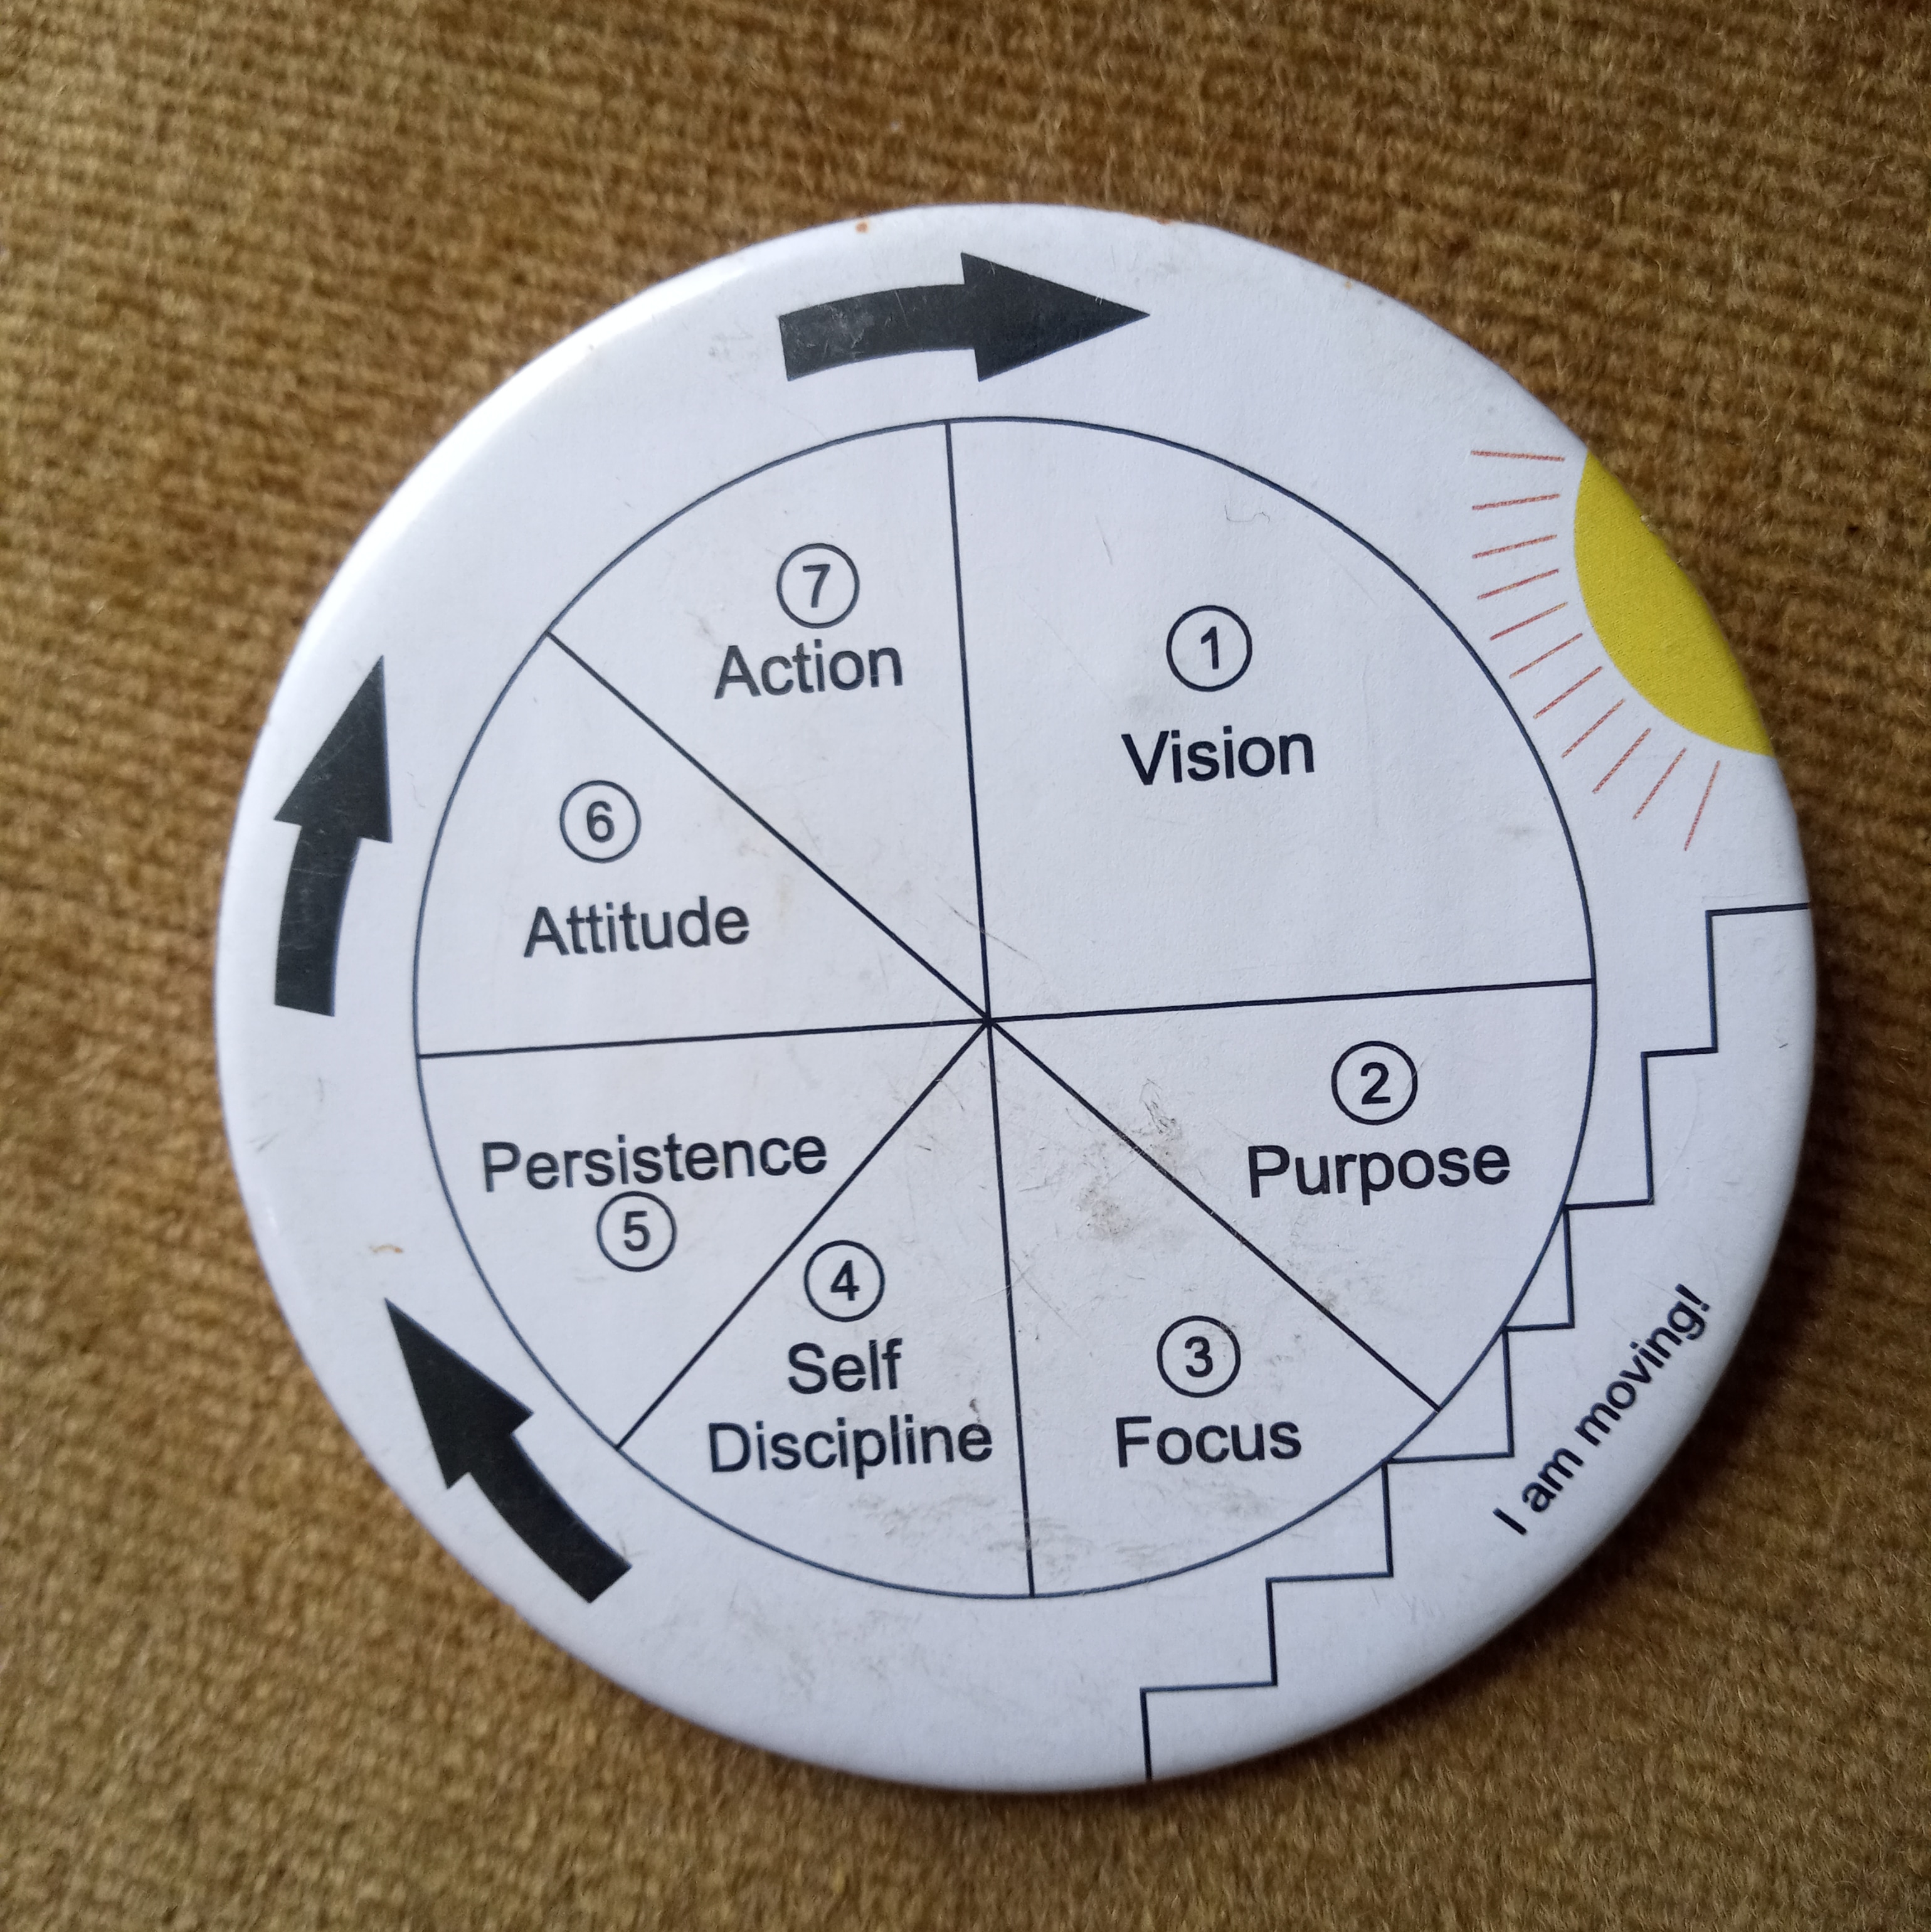 1
Vision
2
Purpose
3
Focus
4
Self
Discipline
Persistence
5
6
Attitude
7
Action
I am moving!